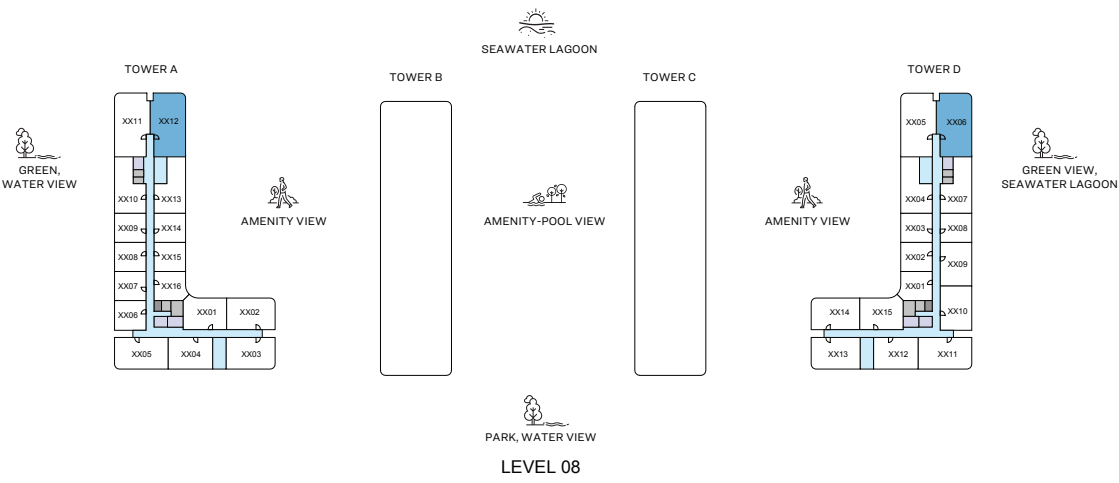 SEAWATER LAGOON
TOWER A
TOWER B
TOWER C
TOWER D
XX11
XX12
XX05
XX06
GREEN,
WATER VIEW
GREEN VIEW,
SEAWATER LAGOON
XX10
XX13
XX04
XX07
AMENITY VIEW
AMENITY-POOL VIEW
AMENITY VIEW
XX09
XX14
XX03
XX08
XX08
XX15
XX02
XX09
XX07
XX16
XX01
XX06
XX01
XX02
XX14
XX15
XX10
XX05
XX04
XX03
XX13
XX12
XX11
PARK, WATER VIEW
LEVEL 08